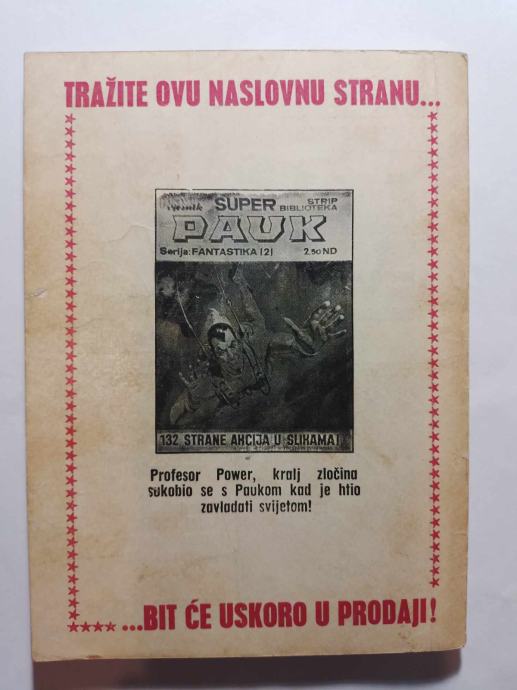 TRAŽITE OVU NASLOVNU STRANU...
SUPER STRIP
BIBLIOTEKA
PAUK
Serija: FANTASTIKA (2) 2,50 ND
132 STRANE AKCIJA U SLIKAMA!
Profesor Power, kralj zločina
sukobio se s Paukom kad je htio
zavladati svijetom!
...BIT ĆE USKORO U PRODAJI!